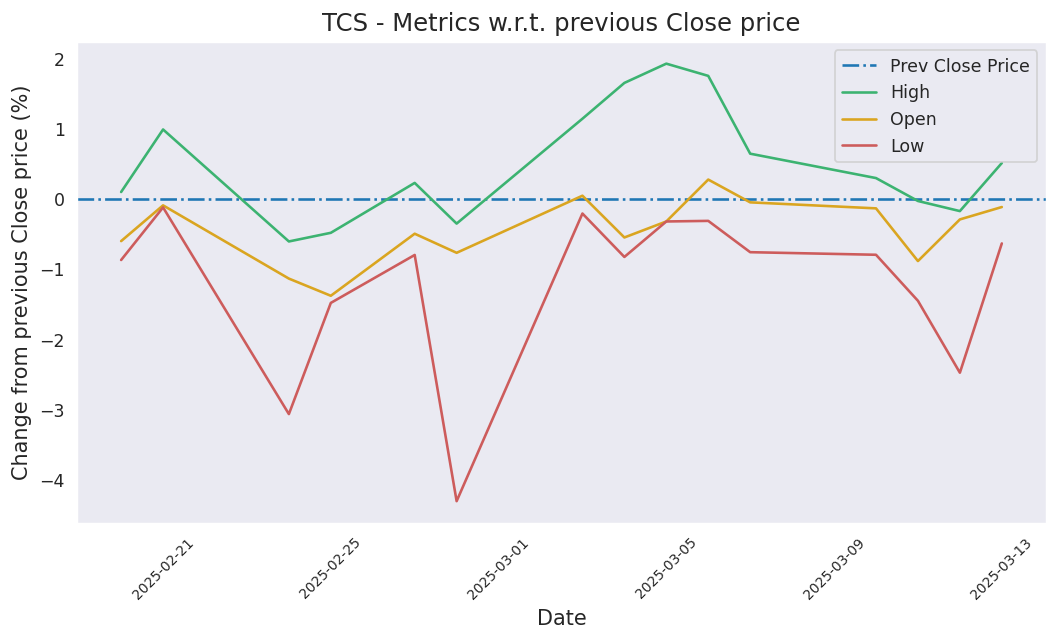 TCS - Metrics w.r.t. previous Close price
Change from previous Close price (%)
2
1
0
−1
−2
−3
−4
Prev Close Price
High
Open
Low
2025-02-21
2025-02-25
2025-03-01
2025-03-05
2025-03-09
2025-03-13
Date